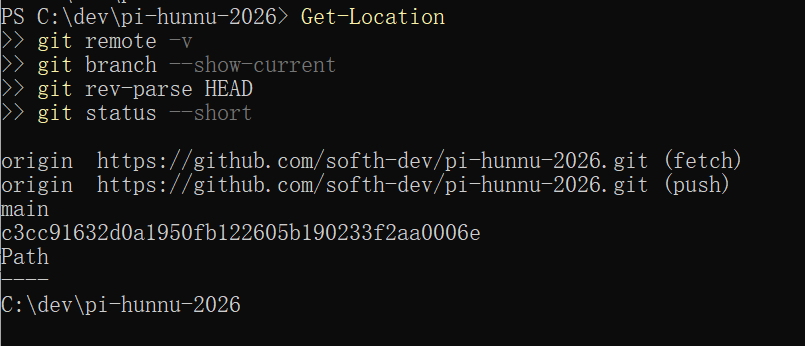 PS C:\dev\pi-hunnu-2026> Get-Location
>> git remote -v
>> git branch --show-current
>> git rev-parse HEAD
>> git status --short
origin  https://github.com/softh-dev/pi-hunnu-2026.git (fetch)
origin  https://github.com/softh-dev/pi-hunnu-2026.git (push)
main
c3cc91632d0a1950fb122605b190233f2aa0006e
Path
----
C:\dev\pi-hunnu-2026